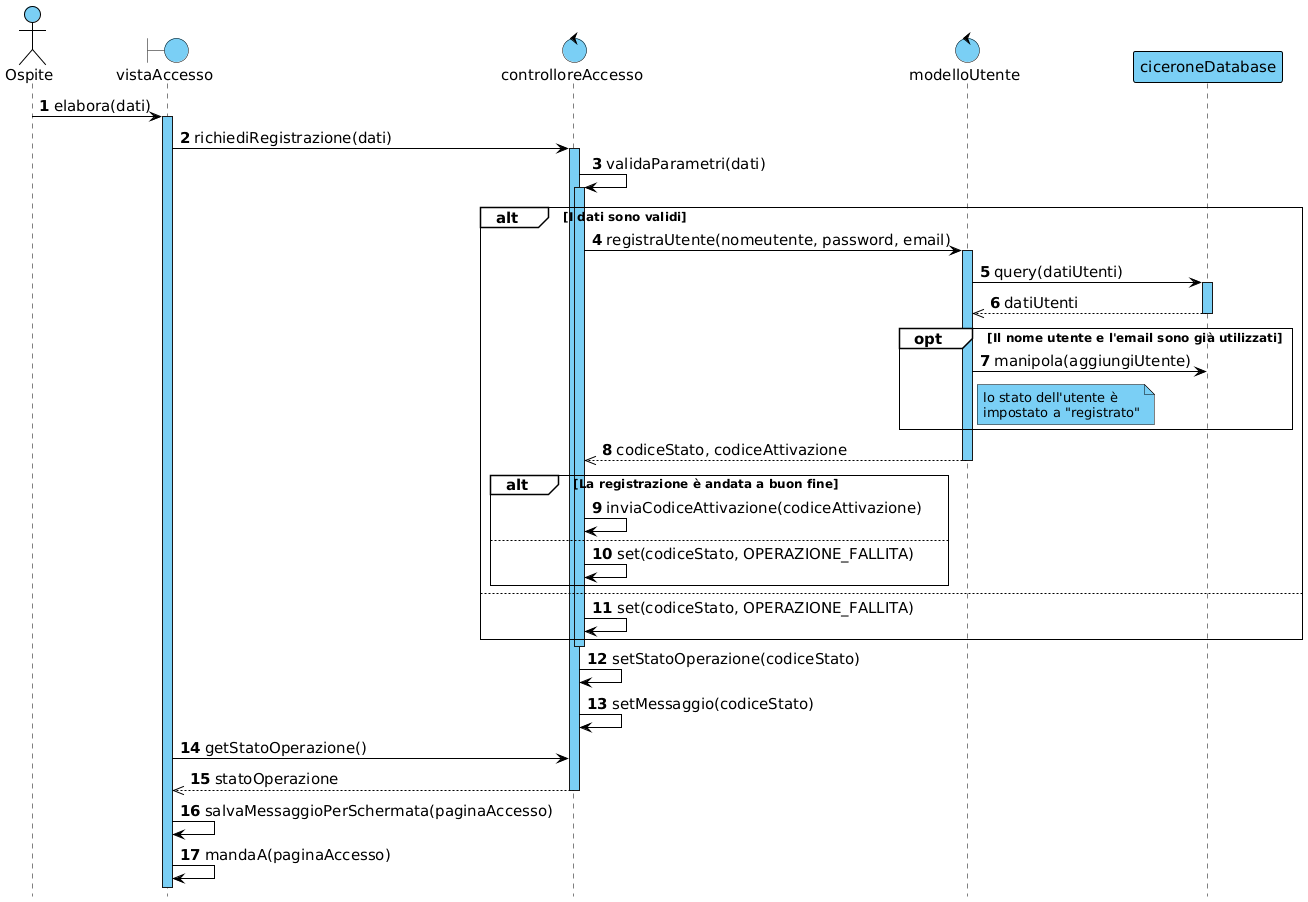 Ospite
vistaAccesso
controlloreAccesso
modelloUtente
ciceroneDatabase
1 elabora(dati)
2 richiediRegistrazione(dati)
3 validaParametri(dati)
alt [I dati sono validi]
4 registraUtente(nomeutente, password, email)
5 query(datiUtenti)
6 datiUtenti
opt [Il nome utente e l'email sono già utilizzati]
7 manipola(aggiungiUtente)
lo stato dell'utente è
impostato a "registrato"
8 codiceStato, codiceAttivazione
alt [La registrazione è andata a buon fine]
9 inviaCodiceAttivazione(codiceAttivazione)
10 set(codiceStato, OPERAZIONE_FALLITA)
11 set(codiceStato, OPERAZIONE_FALLITA)
12 setStatoOperazione(codiceStato)
13 setMessaggio(codiceStato)
14 getStatoOperazione()
15 statoOperazione
16 salvaMessaggioPerSchermata(paginaAccesso)
17 mandaA(paginaAccesso)